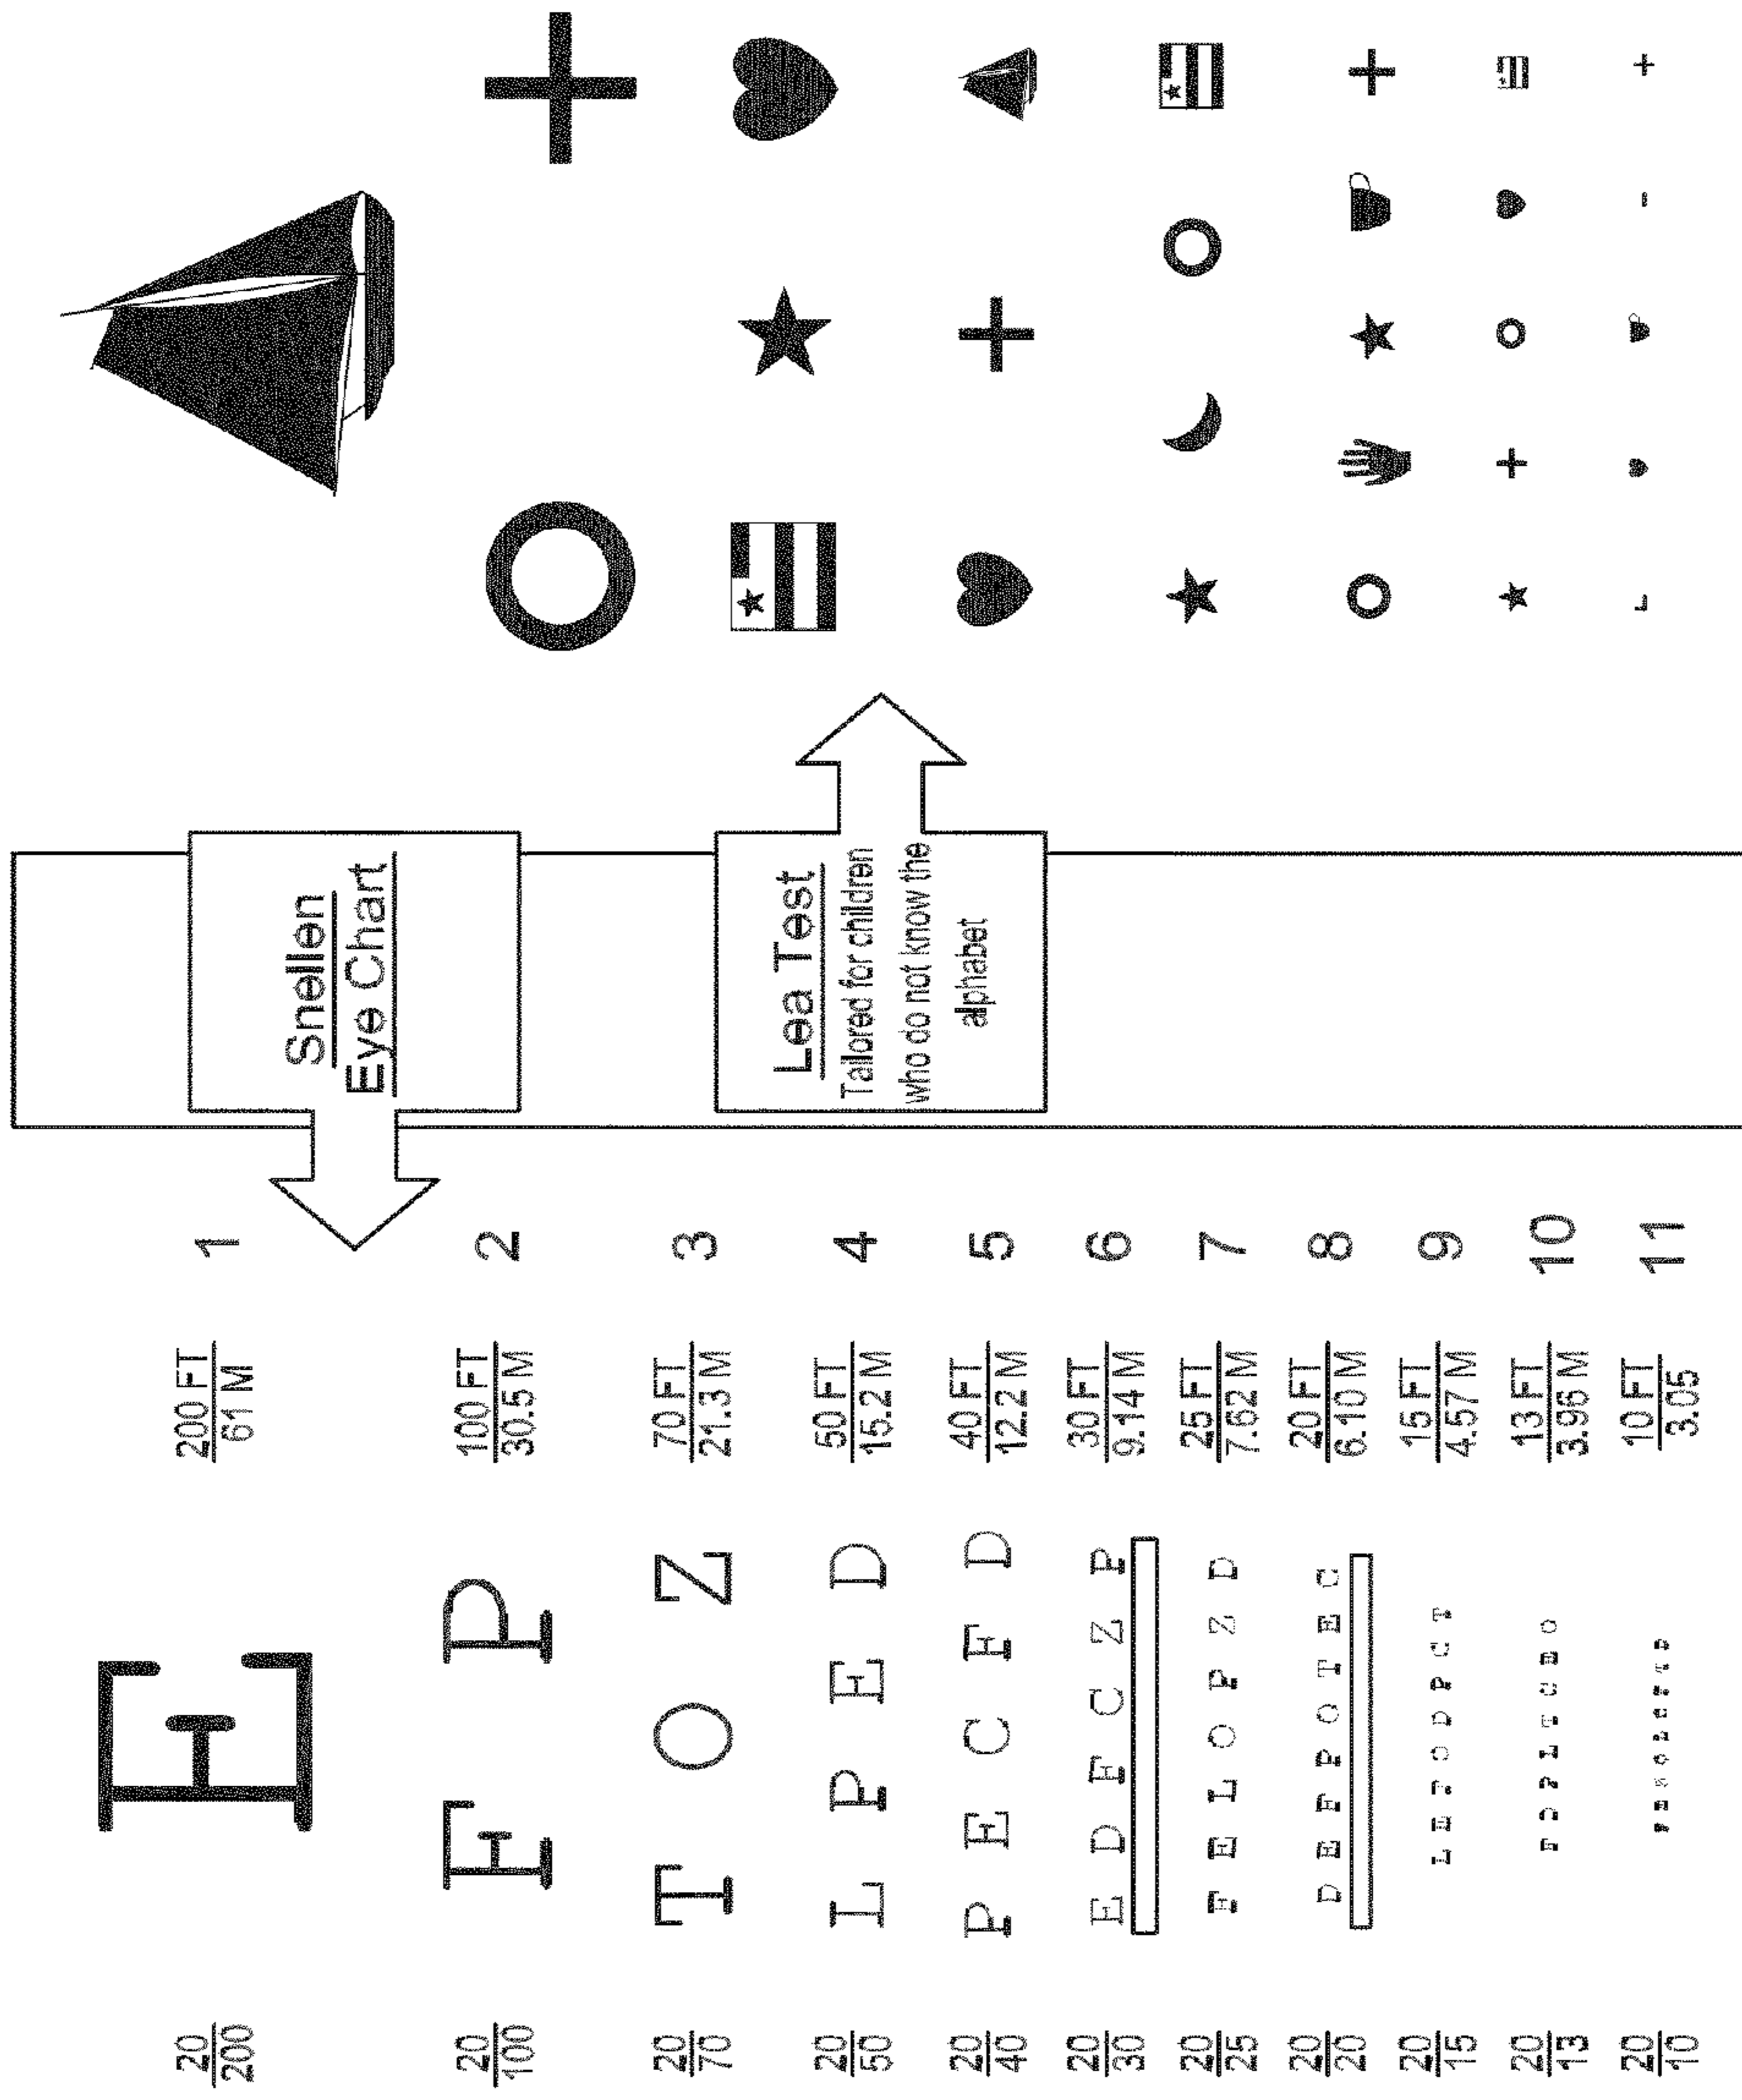 20
200
E
200 FT
61 M
1
20
100
F P
100 FT
30.5 M
2
20
70
T O Z
70 FT
21.3 M
3
20
50
L P E D
50 FT
15.2 M
4
20
40
P E C F D
40 FT
12.2 M
5
20
30
E D F C Z P
30 FT
9.14 M
6
20
25
F E L O P Z D
25 FT
7.62 M
7
20
20
D E F P O T E C
20 FT
6.10 M
8
20
15
L E F O D P C T
15 FT
4.57 M
9
20
13
F D P L T C E O
13 FT
3.96 M
10
20
10
10 FT
3.05
11
Snellen
Eye Chart
Lea Test
Tailored for children
who do not know the
alphabet